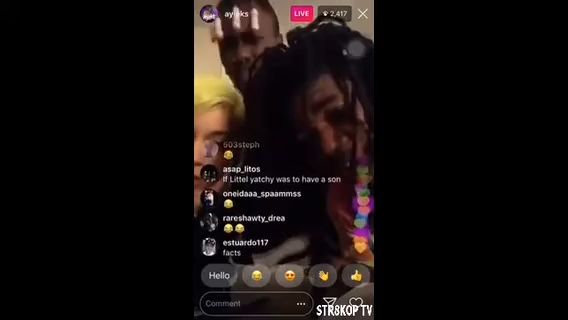 LIVE
2,417
503steph
asap_litos
If Littel yatchy was to have a son
oneidaaa_spaammss
rareshawty_drea
estuardo117
facts
Hello
Comment
STR8KOP TV